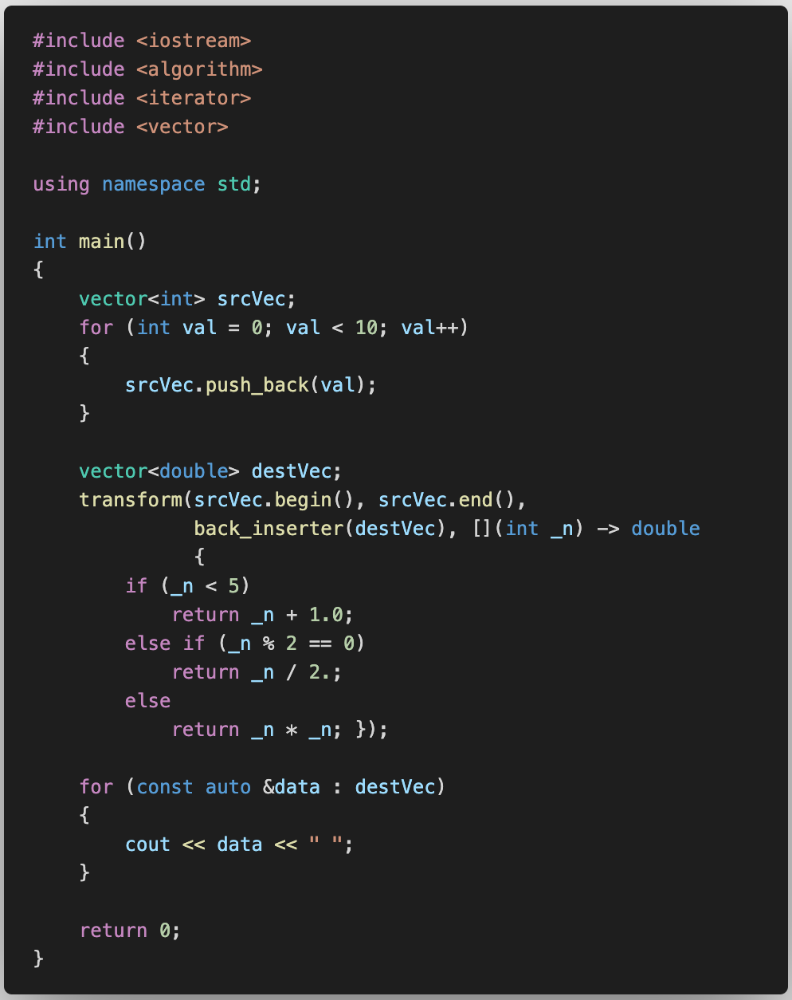 #include <iostream>
#include <algorithm>
#include <iterator>
#include <vector>

using namespace std;

int main()
{
    vector<int> srcVec;
    for (int val = 0; val < 10; val++)
    {
        srcVec.push_back(val);
    }

    vector<double> destVec;
    transform(srcVec.begin(), srcVec.end(),
              back_inserter(destVec), [](int _n) -> double
              {
        if (_n < 5)
            return _n + 1.0;
        else if (_n % 2 == 0)
            return _n / 2.;
        else
            return _n * _n; });

    for (const auto &data : destVec)
    {
        cout << data << " ";
    }

    return 0;
}